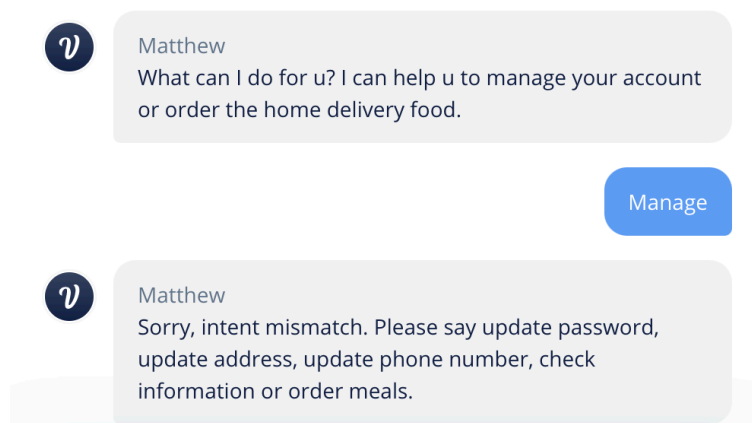 Matthew
What can I do for u? I can help u to manage your account
or order the home delivery food.
Manage
Matthew
Sorry, intent mismatch. Please say update password,
update address, update phone number, check
information or order meals.